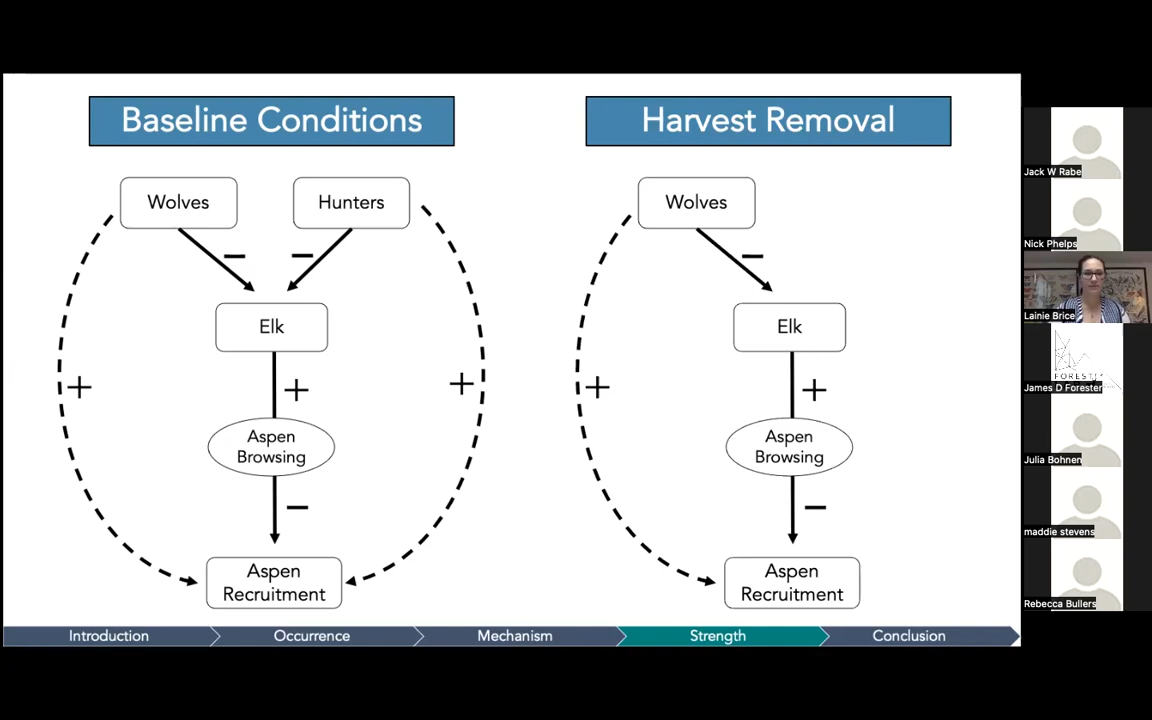 Baseline Conditions
Harvest Removal
Wolves
Hunters
Wolves
−
−
−
Elk
Elk
+
+
+
+
+
Aspen
Browsing
Aspen
Browsing
−
−
Aspen
Recruitment
Aspen
Recruitment
Introduction
Occurrence
Mechanism
Strength
Conclusion
Jack W Rabe
Nick Phelps
Lainie Brice
FOREST
James D Forester
Julia Bohnen
maddie stevens
Rebecca Bullers